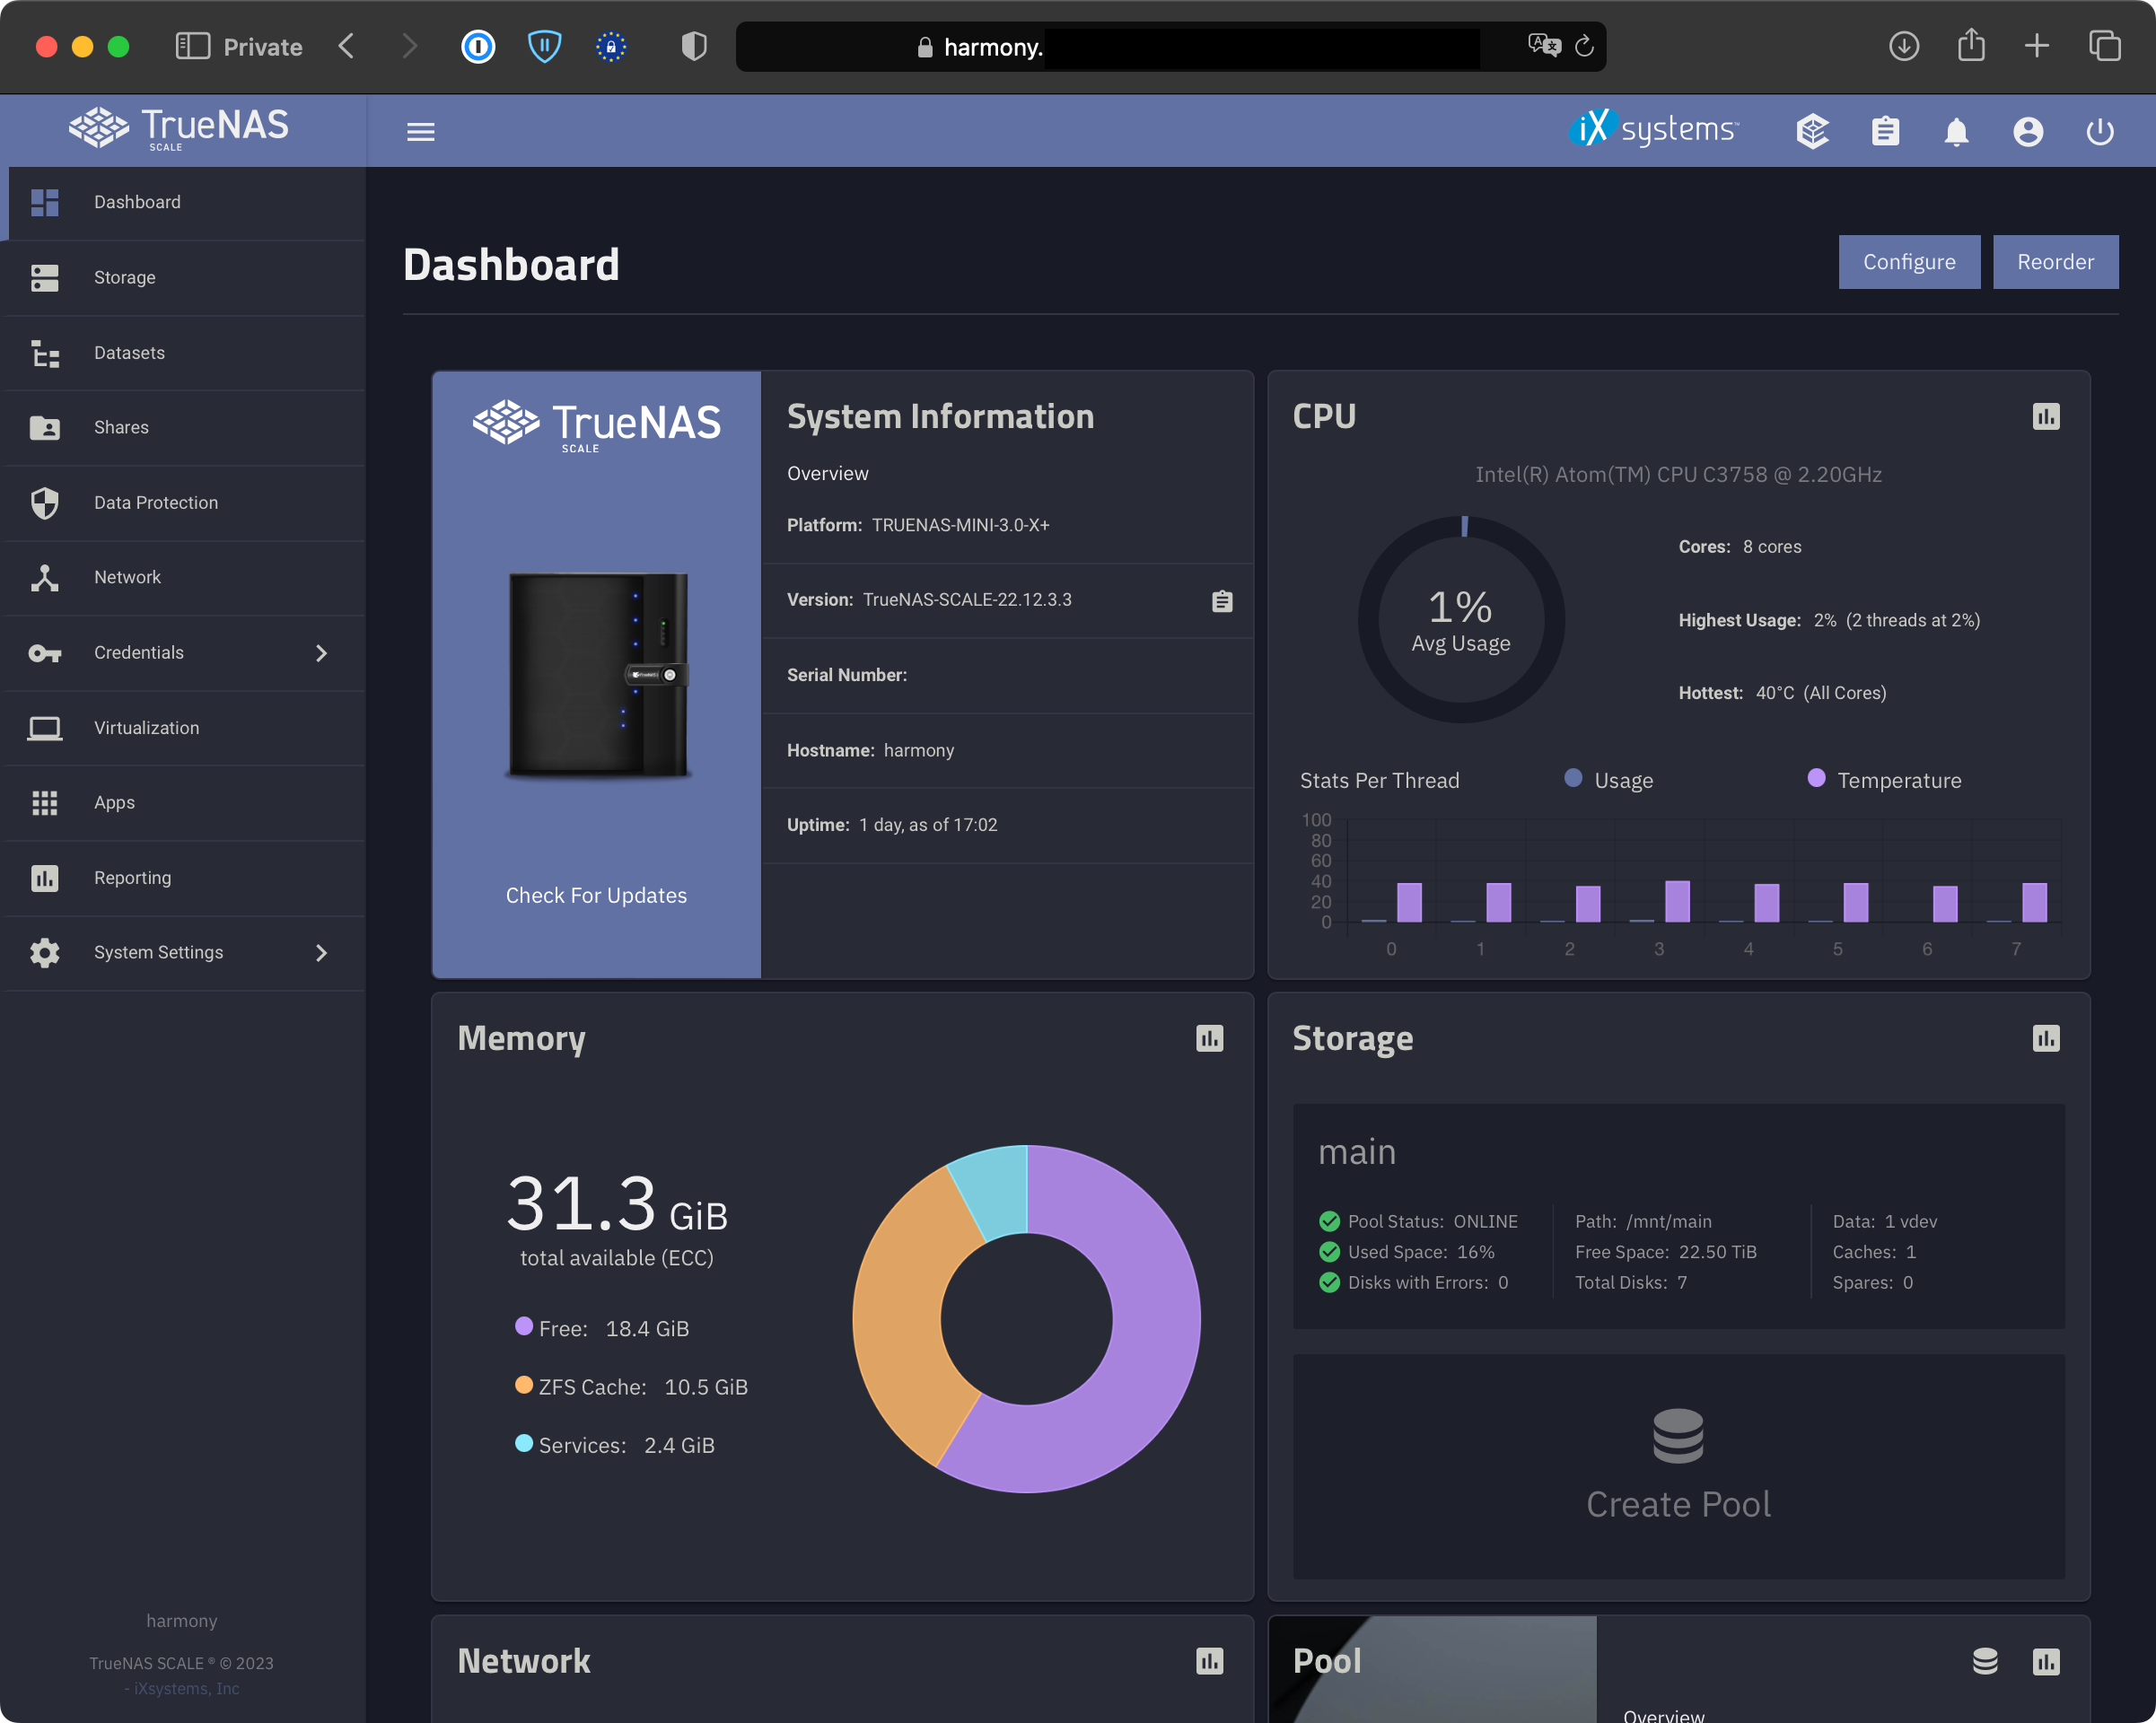 Private
harmony.
TrueNAS
SCALE
iXsystems™
Dashboard
Storage
Datasets
Shares
Data Protection
Network
Credentials
Virtualization
Apps
Reporting
System Settings
harmony
TrueNAS SCALE ® © 2023
- iXsystems, Inc
Dashboard
Configure
Reorder
TrueNAS
SCALE
Check For Updates
System Information
Overview
Platform: TRUENAS-MINI-3.0-X+
Version: TrueNAS-SCALE-22.12.3.3
Serial Number:
Hostname: harmony
Uptime: 1 day, as of 17:02
CPU
Intel(R) Atom(TM) CPU C3758 @ 2.20GHz
1%
Avg Usage
Cores: 8 cores
Highest Usage: 2% (2 threads at 2%)
Hottest: 40°C (All Cores)
Stats Per Thread
Usage
Temperature
100
80
60
40
20
0
0 1 2 3 4 5 6 7
Memory
31.3 GiB
total available (ECC)
Free: 18.4 GiB
ZFS Cache: 10.5 GiB
Services: 2.4 GiB
Storage
main
Pool Status: ONLINE
Used Space: 16%
Disks with Errors: 0
Path: /mnt/main
Free Space: 22.50 TiB
Total Disks: 7
Data: 1 vdev
Caches: 1
Spares: 0
Create Pool
Network
Pool
Overview